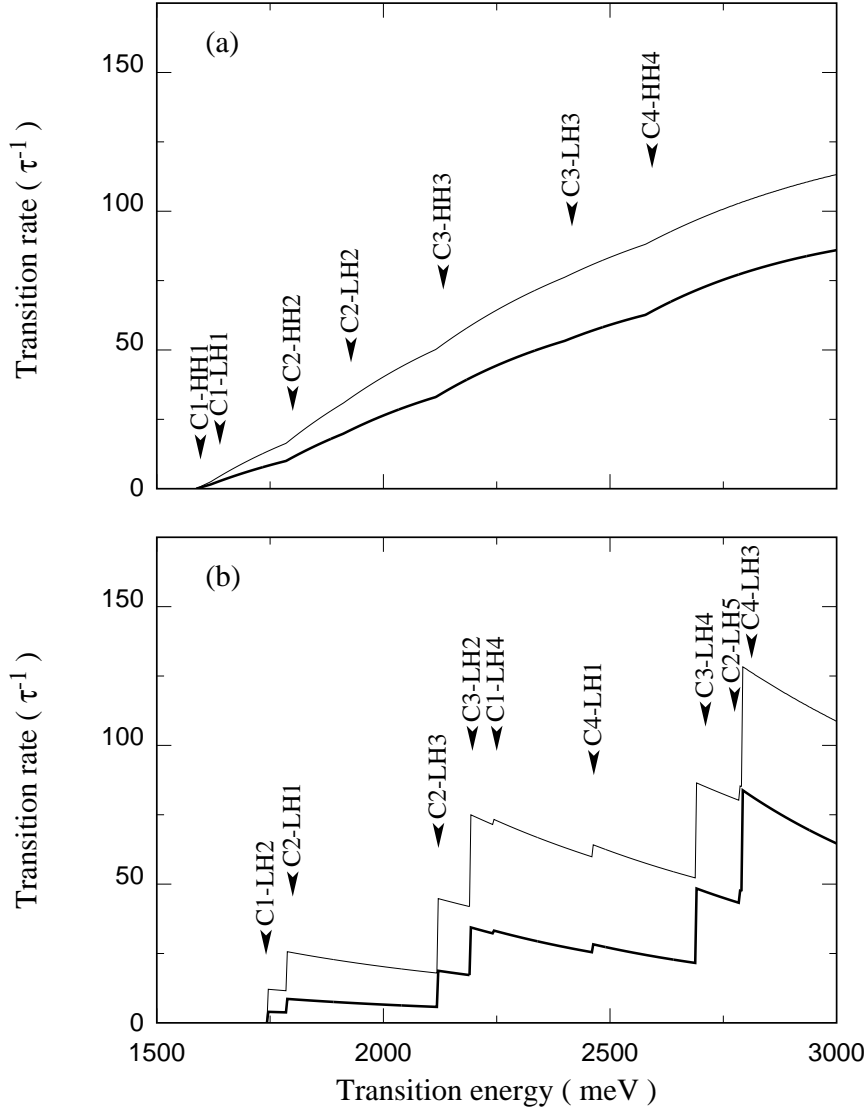 (a)
150
100
50
0
Transition rate ( τ-1 )
C1-HH1
C1-LH1
C2-HH2
C2-LH2
C3-HH3
C3-LH3
C4-HH4
(b)
150
100
50
0
Transition rate ( τ-1 )
C1-LH2
C2-LH1
C2-LH3
C3-LH2
C1-LH4
C4-LH1
C3-LH4
C2-LH5
C4-LH3
1500 2000 2500 3000
Transition energy ( meV )